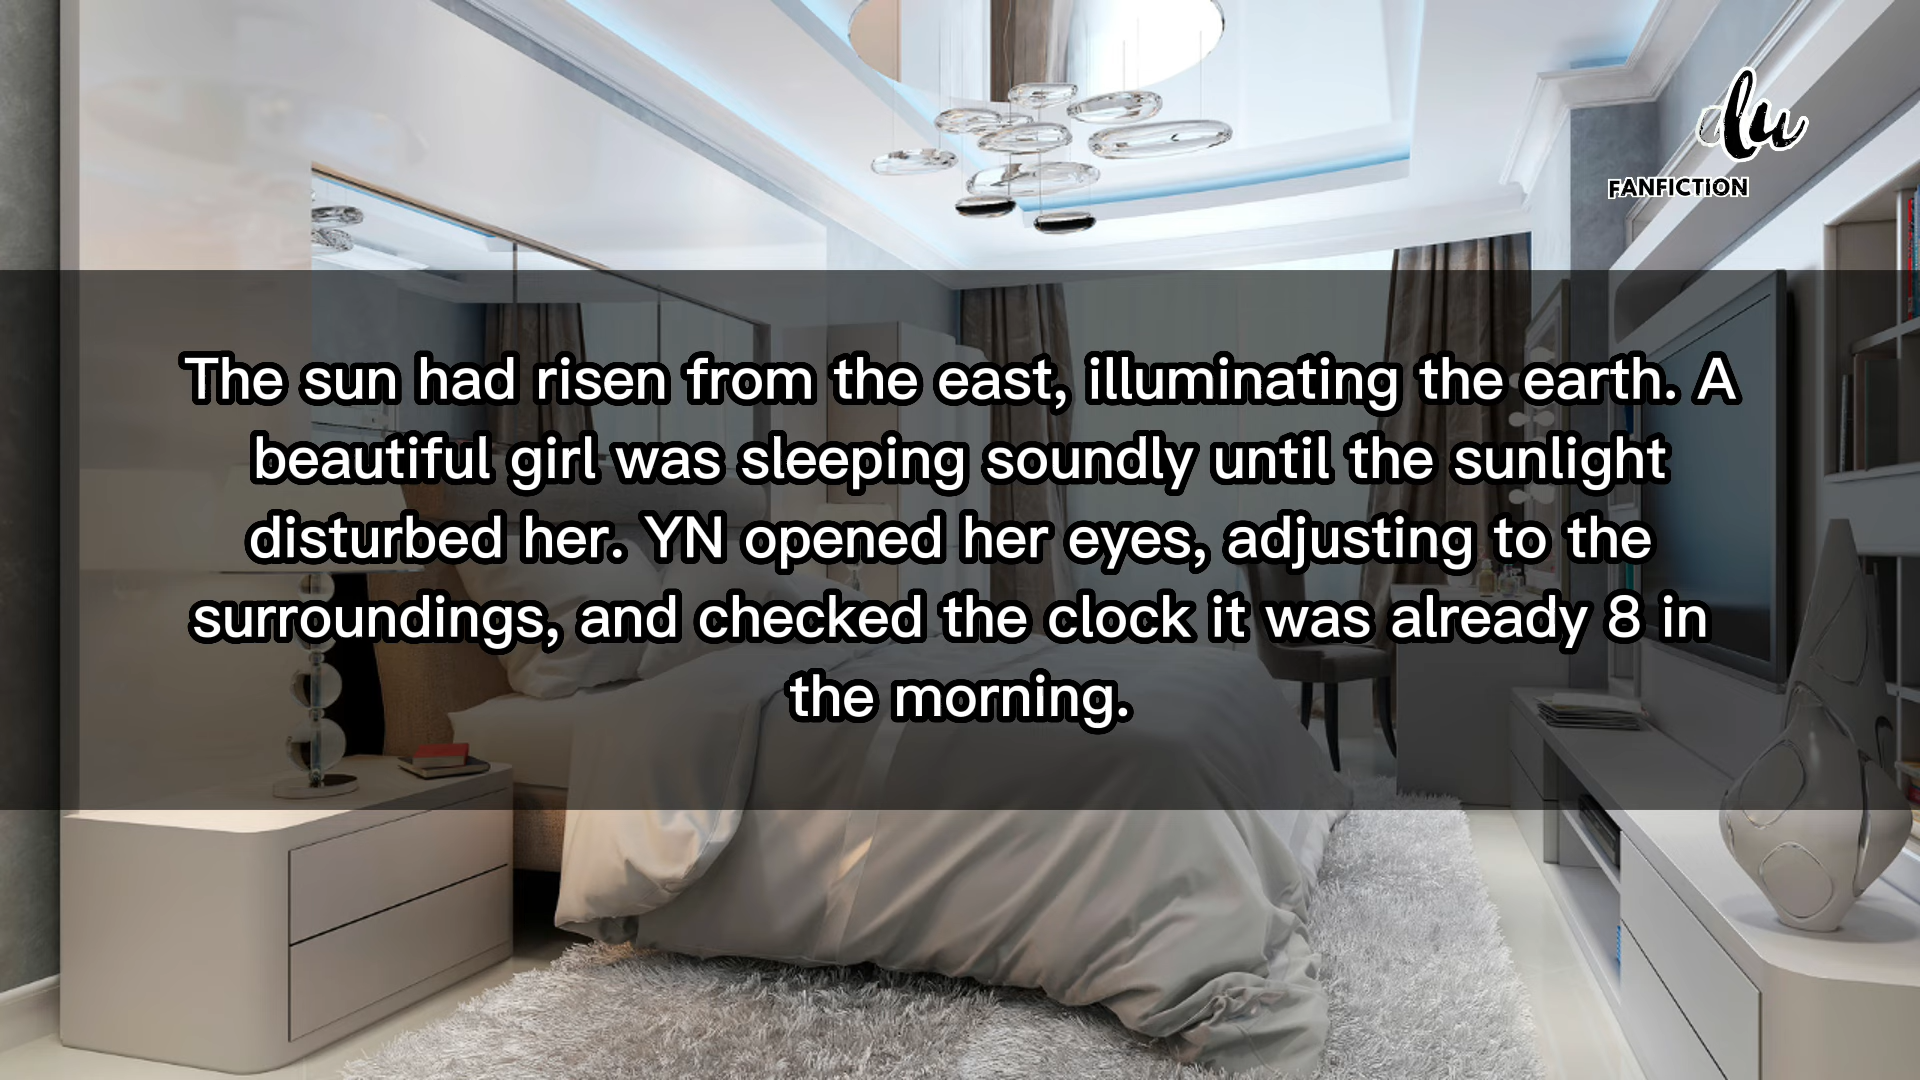 du
FANFICTION
The sun had risen from the east, illuminating the earth. A
beautiful girl was sleeping soundly until the sunlight
disturbed her. YN opened her eyes, adjusting to the
surroundings, and checked the clock it was already 8 in
the morning.